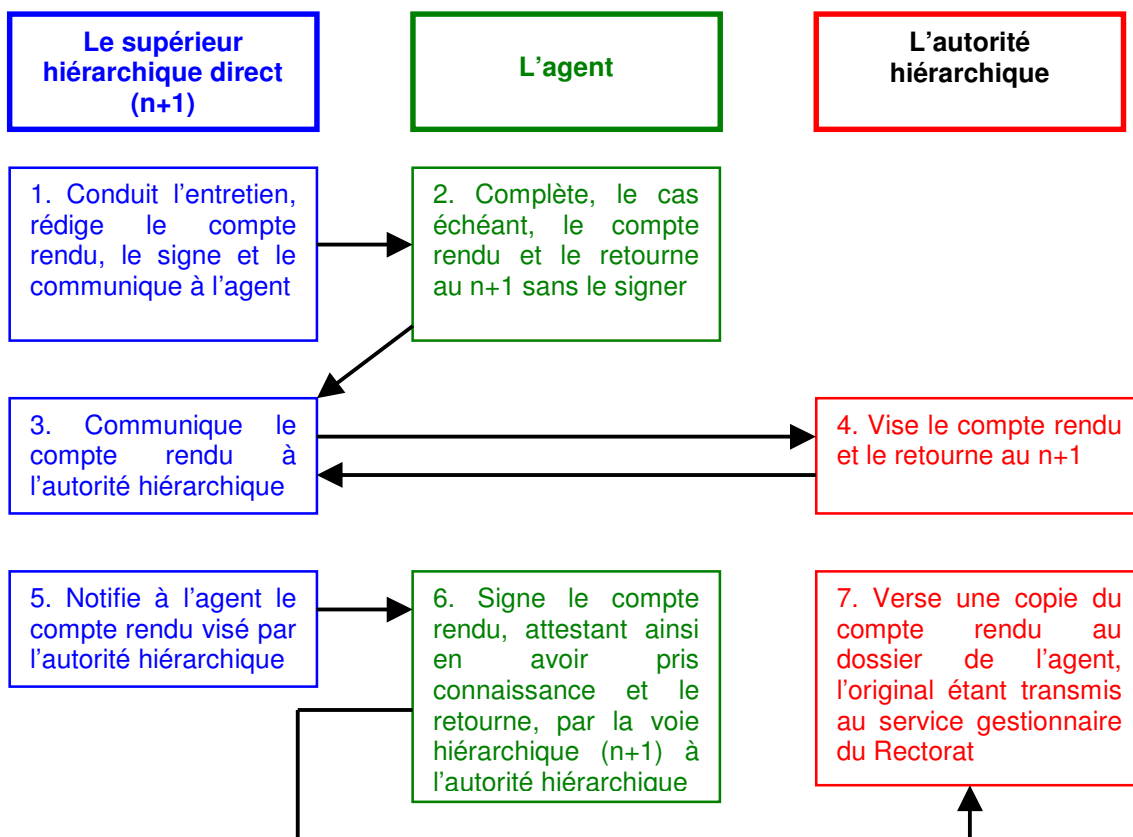 Le supérieur
hiérarchique direct
(n+1)
L’agent
L’autorité
hiérarchique
1. Conduit l’entretien,
rédige le compte
rendu, le signe et le
communique à l’agent
2. Complète, le cas
échéant, le compte
rendu et le retourne
au n+1 sans le signer
3. Communique le
compte rendu à
l’autorité hiérarchique
4. Vise le compte rendu
et le retourne au n+1
5. Notifie à l’agent le
compte rendu visé par
l’autorité hiérarchique
6. Signe le compte
rendu, attestant ainsi
en avoir pris
connaissance et le
retourne, par la voie
hiérarchique (n+1) à
l’autorité hiérarchique
7. Verse une copie du
compte rendu au
dossier de l’agent,
l’original étant transmis
au service gestionnaire
du Rectorat